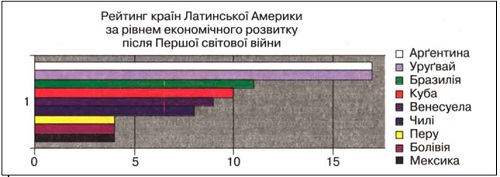 Рейтинг країн Латинської Америки
за рівнем економічного розвитку
після Першої світової війни
1
0 5 10 15
Арґентина
Уруґвай
Бразилія
Куба
Венесуела
Чилі
Перу
Болівія
Мексика